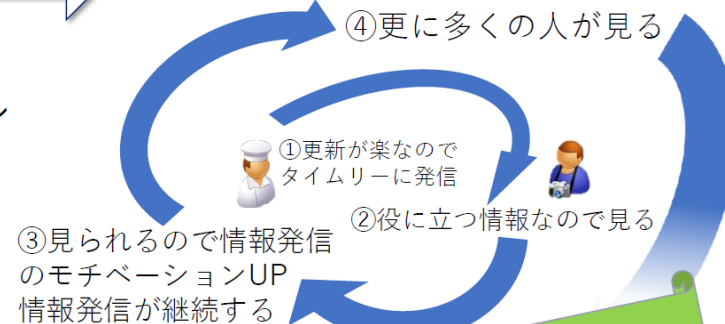 ④更に多くの人が見る
①更新が楽なので
タイムリーに発信
②役に立つ情報なので見る
③見られるので情報発信
のモチベーションUP
情報発信が継続する